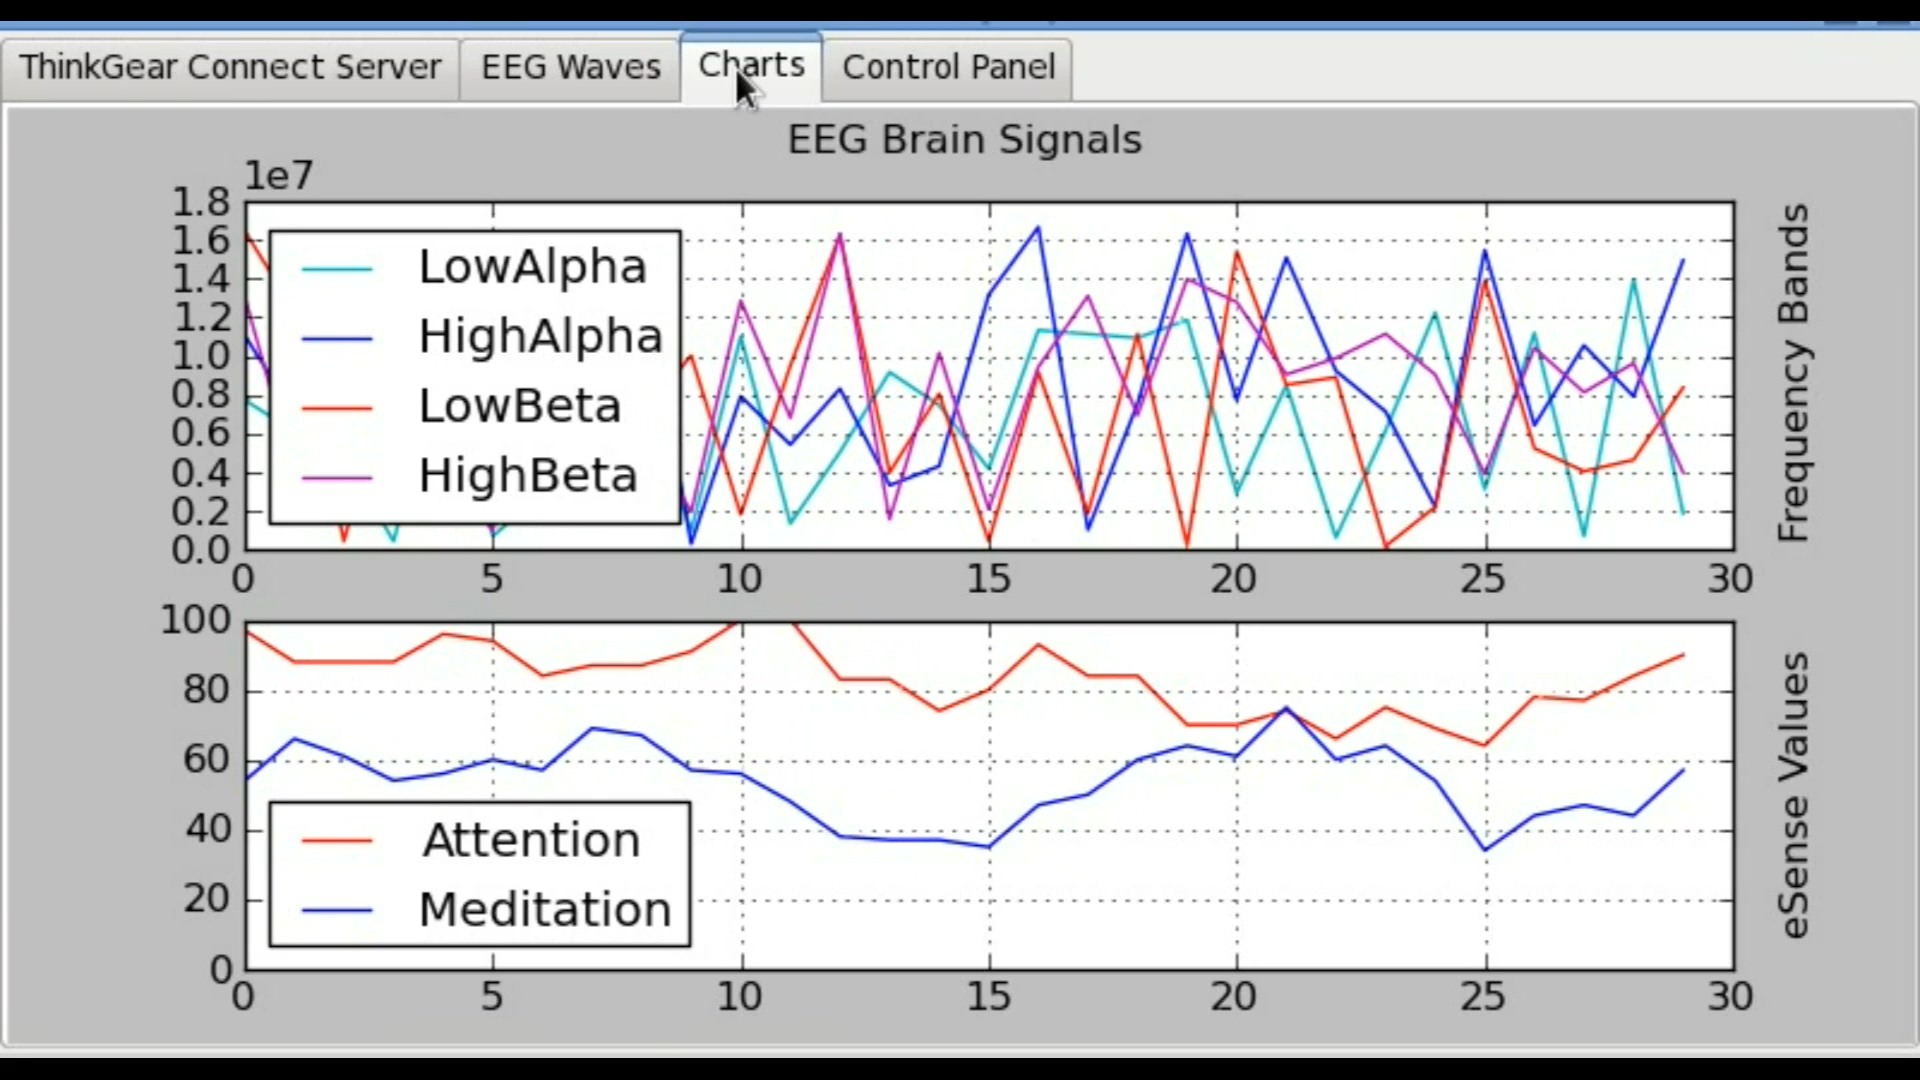 ThinkGear Connect Server EEG Waves Charts Control Panel
EEG Brain Signals
1e7
1.8
1.6
1.4
1.2
1.0
0.8
0.6
0.4
0.2
0.0
LowAlpha
HighAlpha
LowBeta
HighBeta
Frequency Bands
0 5 10 15 20 25 30
100
80
60
40
20
0
Attention
Meditation
eSense Values
0 5 10 15 20 25 30